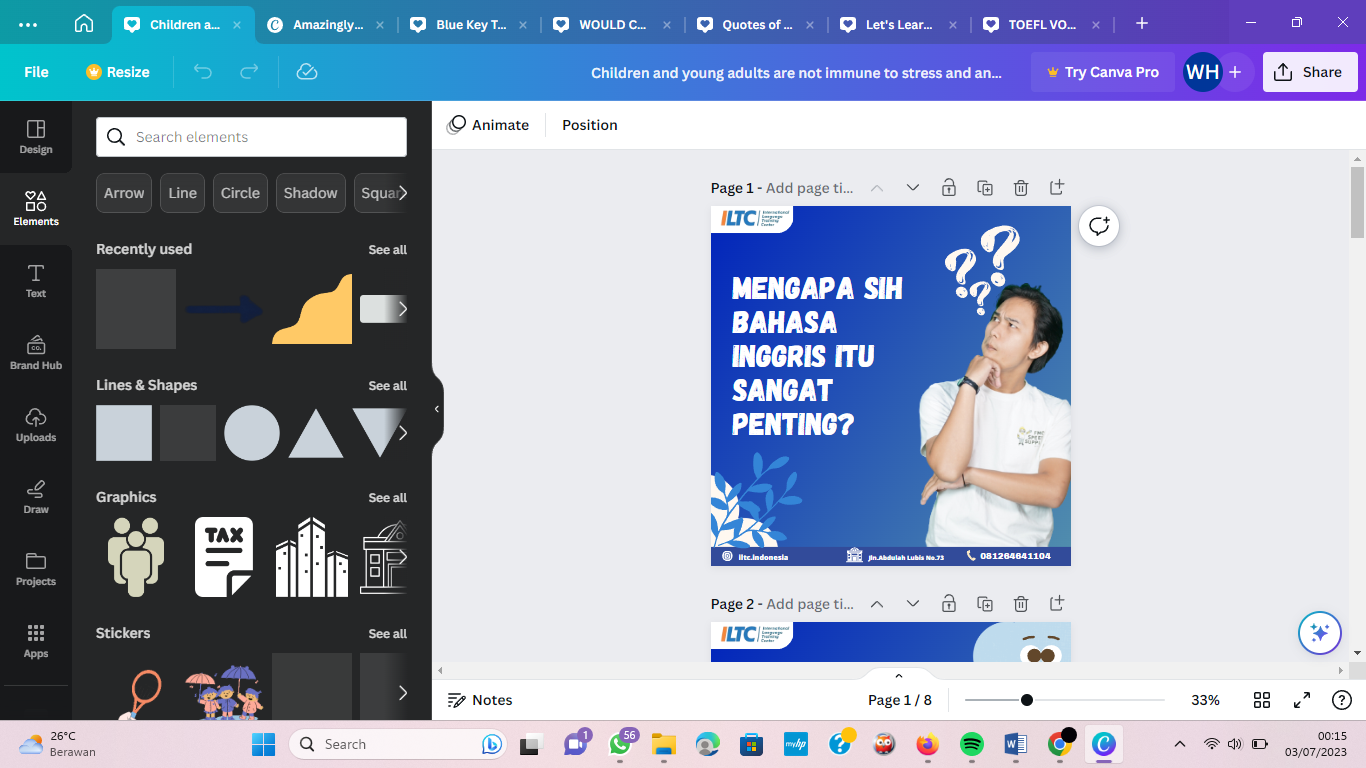 Children a...
Amazingly...
Blue Key T...
WOULD C...
Quotes of ...
Let's Lear...
TOEFL VO...
File
Resize
Children and young adults are not immune to stress and an...
Try Canva Pro
WH
Share
Design
Elements
Text
Brand Hub
CO.
Uploads
Draw
Projects
Apps
Search elements
Arrow
Line
Circle
Shadow
Squar
Recently used
See all
Lines & Shapes
See all
Graphics
See all
TAX
Stickers
See all
Animate
Position
Page 1 - Add page ti...
ILTC International
Language
Training
Center
MENGAPA SIH
BAHASA
INGGRIS ITU
SANGAT
PENTING?
iltc.indonesia
Jln.Abdulah Lubis No.73
081264641104
Page 2 - Add page ti...
ILTC International
Language
Training
Center
Notes
Page 1 / 8
33%
26°C
Berawan
Search
1
56
myhp
00:15
03/07/2023